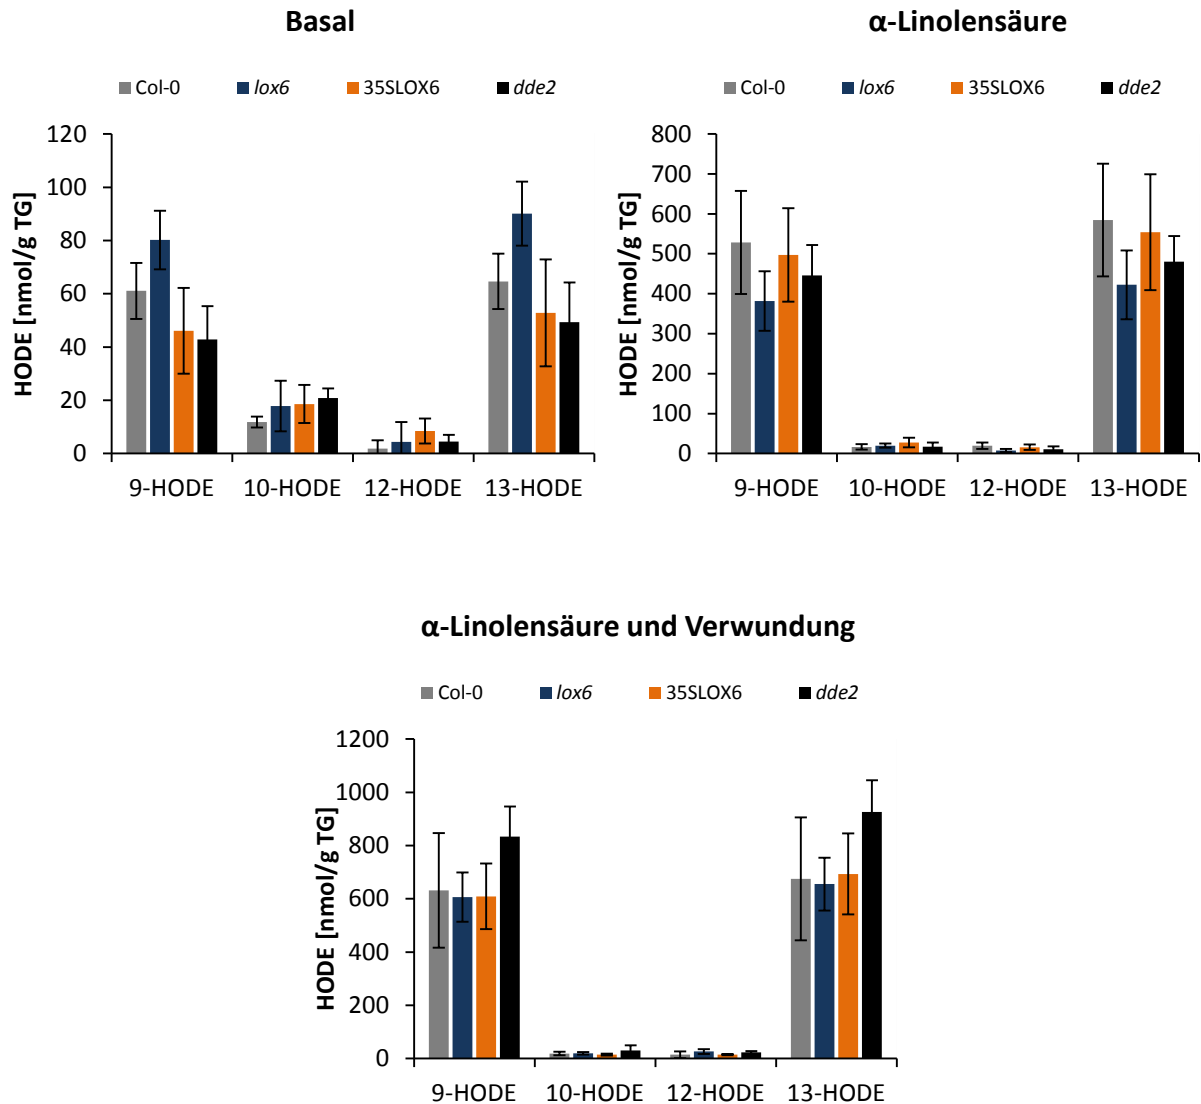 Basal
Col-0 lox6 35SLOX6 dde2
HODE [nmol/g TG]
120
100
80
60
40
20
0
9-HODE 10-HODE 12-HODE 13-HODE
α-Linolensäure
Col-0 lox6 35SLOX6 dde2
HODE [nmol/g TG]
800
700
600
500
400
300
200
100
0
9-HODE 10-HODE 12-HODE 13-HODE
α-Linolensäure und Verwundung
Col-0 lox6 35SLOX6 dde2
HODE [nmol/g TG]
1200
1000
800
600
400
200
0
9-HODE 10-HODE 12-HODE 13-HODE